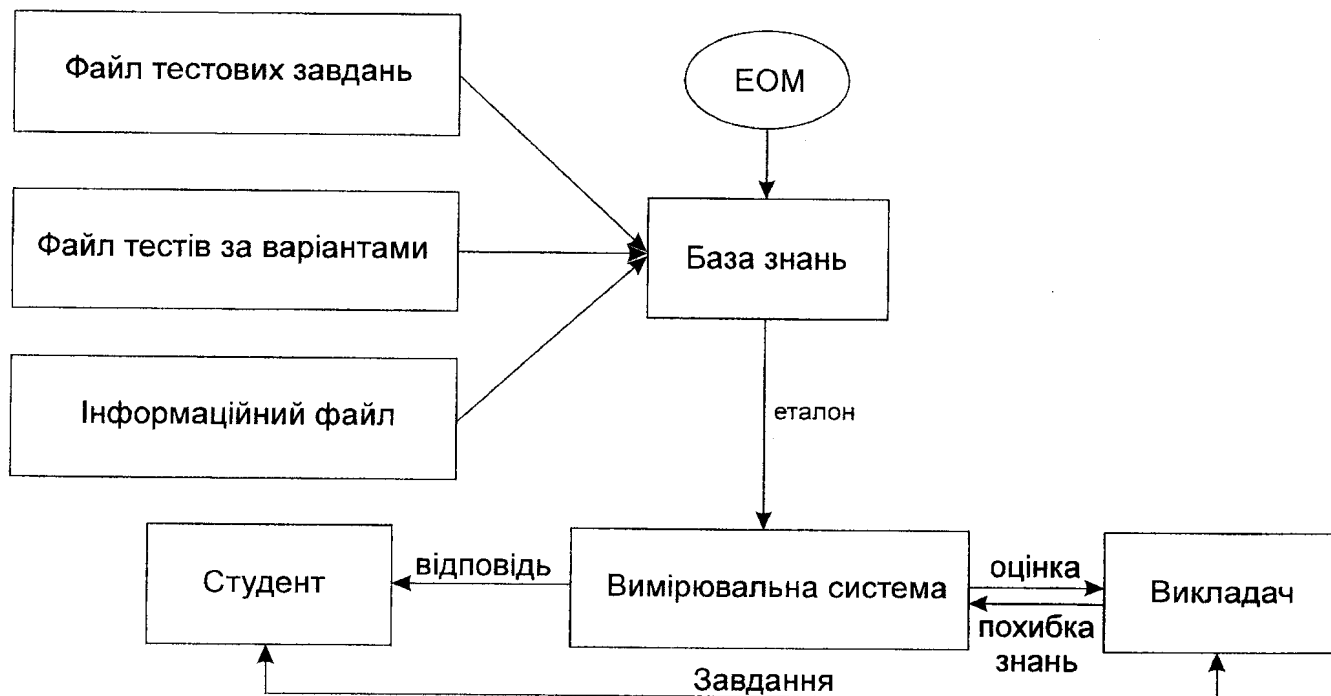 Файл тестових завдань
ЕОМ
Файл тестів за варіантами
База знань
Інформаційний файл
еталон
Студент
відповідь
Вимірювальна система
оцінка
похибка
знань
Викладач
Завдання